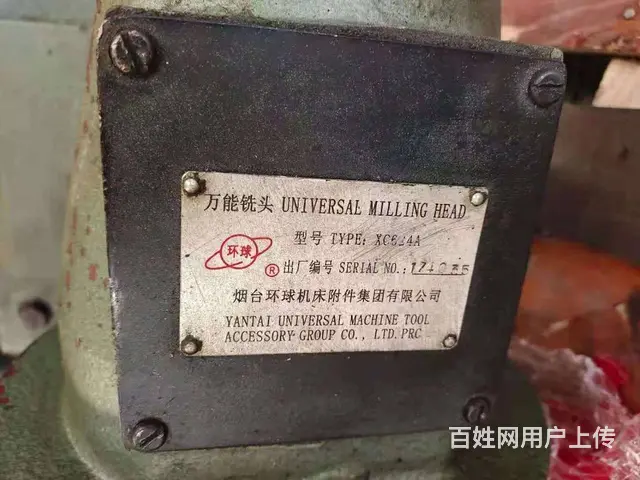 万能铣头 UNIVERSAL MILLING HEAD
型号 TYPE: XC624A
环球
®
出厂编号 SERIAL NO.:
烟台环球机床附件集团有限公司
YANTAI UNIVERSAL MACHINE TOOL
ACCESSORY GROUP CO., LTD. PRC
百姓网用户上传